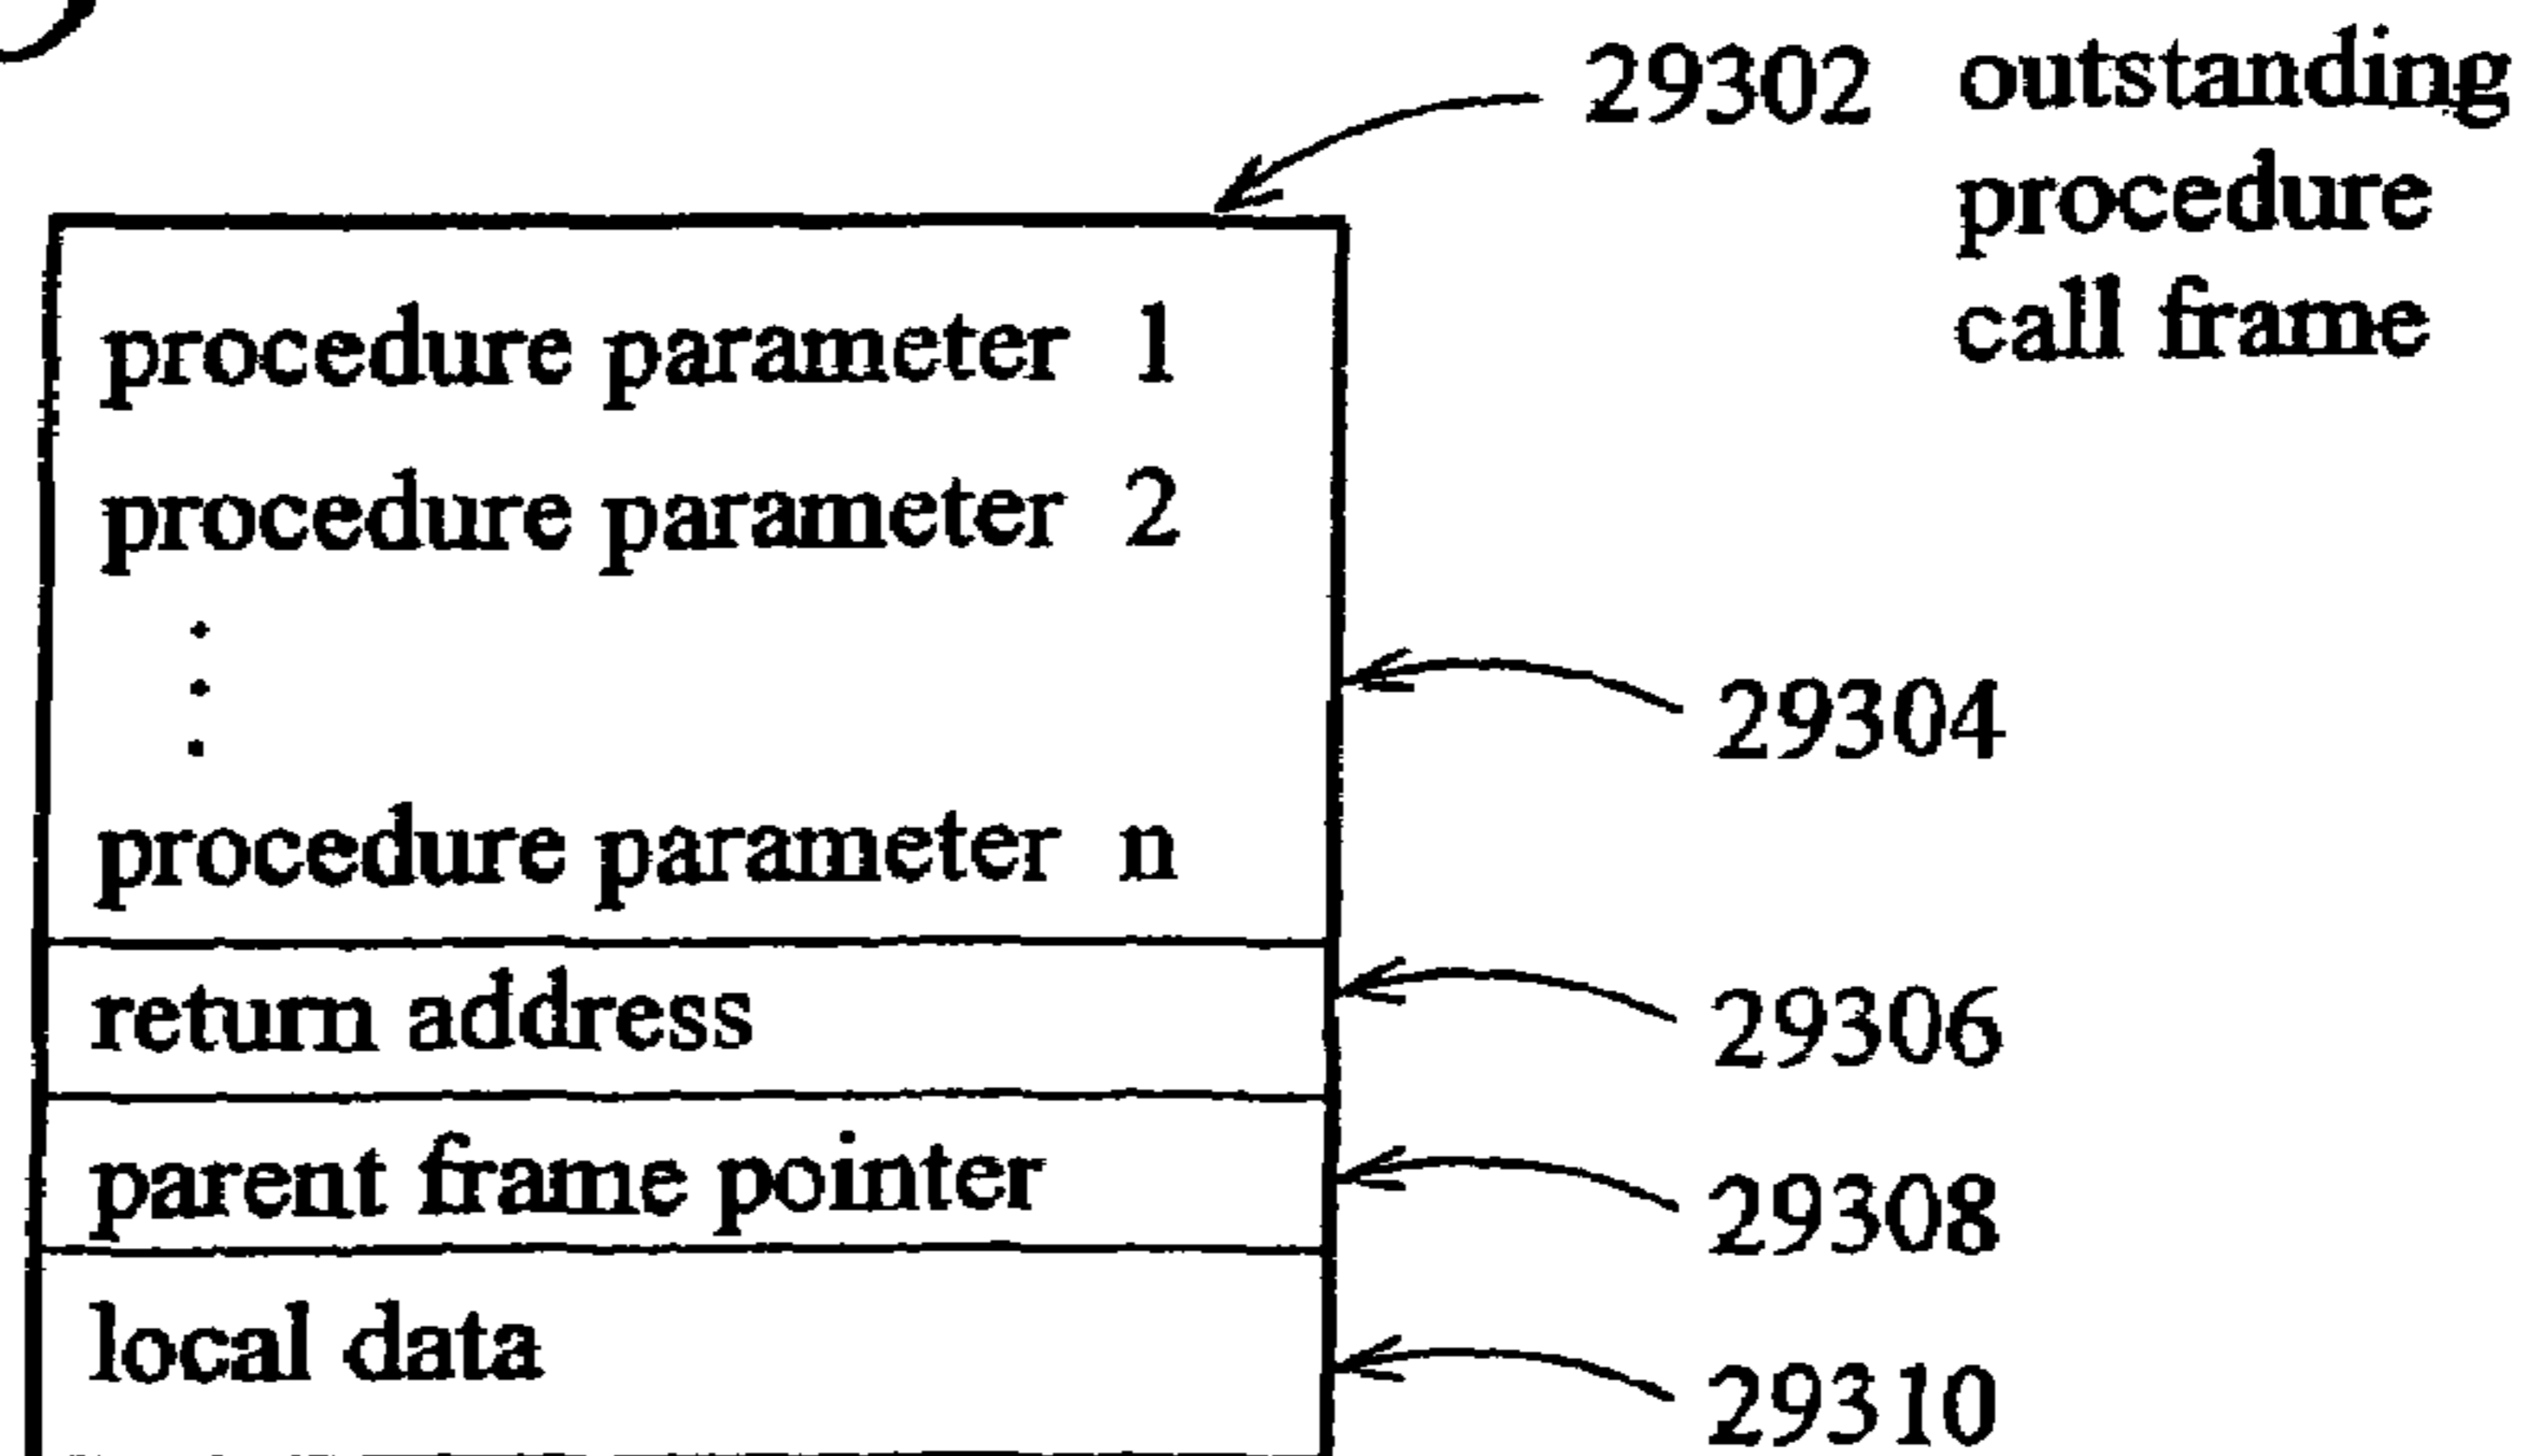 29302 outstanding
procedure
call frame
procedure parameter 1
procedure parameter 2
.
.
.
29304
procedure parameter n
return address
29306
parent frame pointer
29308
local data
29310